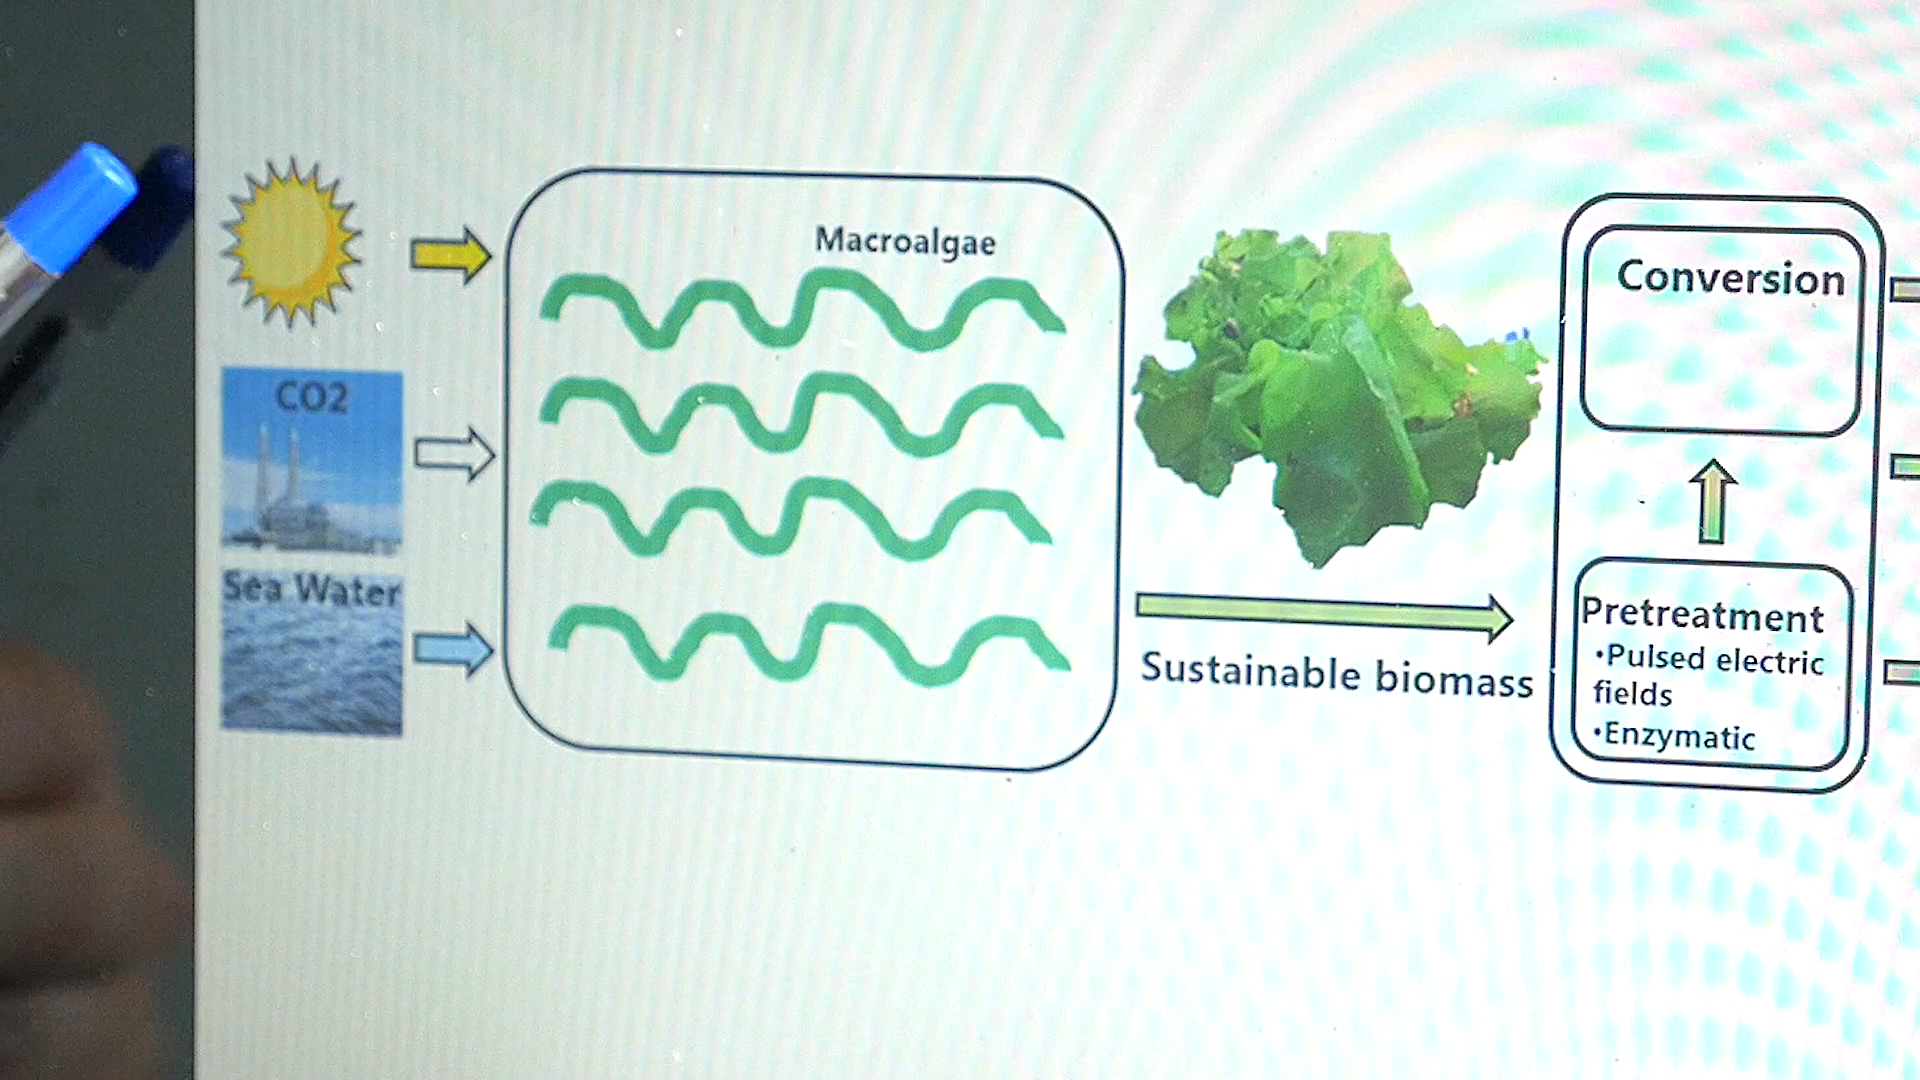 Macroalgae
CO2
Sea Water
Sustainable biomass
Conversion
Pretreatment
•Pulsed electric
fields
•Enzymatic